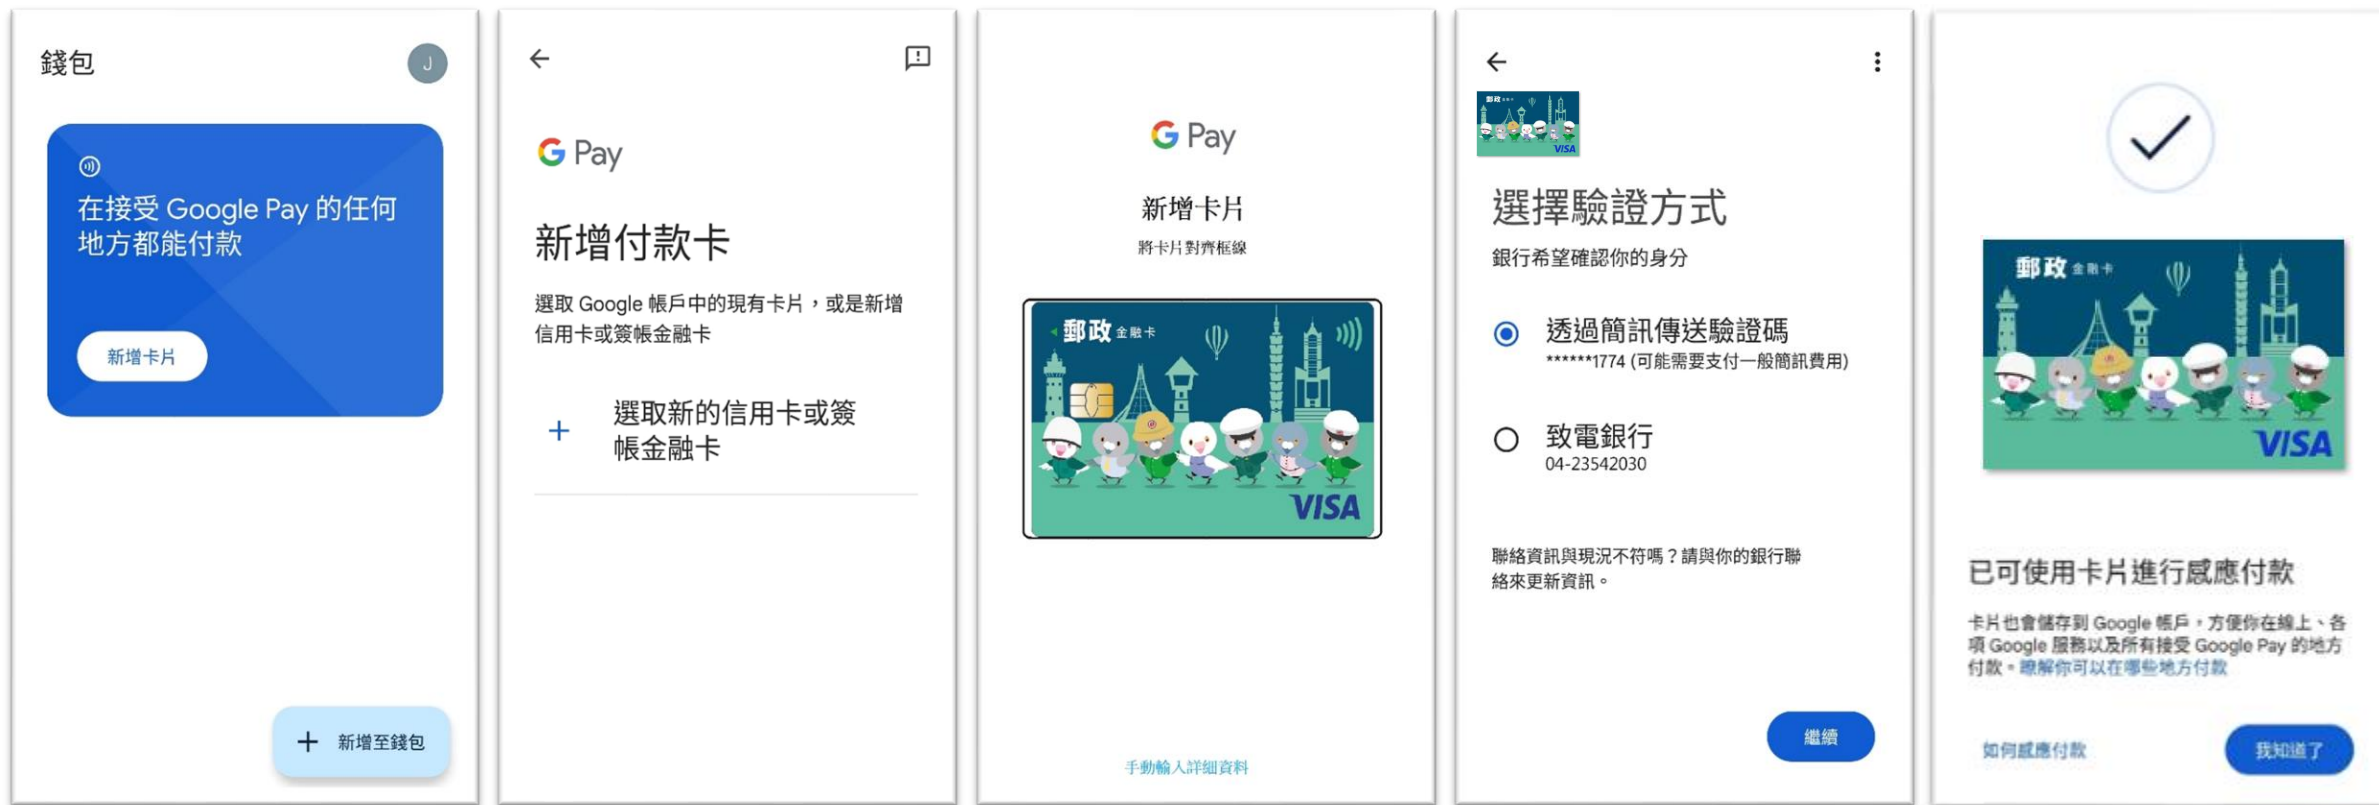 錢包
J
在接受 Google Pay 的任何
地方都能付款
新增卡片
+ 新增至錢包
G Pay
新增付款卡
選取 Google 帳戶中的現有卡片，或是新增
信用卡或簽帳金融卡
+ 選取新的信用卡或簽
帳金融卡
G Pay
新增卡片
將卡片對齊框線
郵政 金融卡
VISA
手動輸入詳細資料
郵政 金融卡
VISA
選擇驗證方式
銀行希望確認你的身分
透過簡訊傳送驗證碼
******1774 (可能需要支付一般簡訊費用)
致電銀行
04-23542030
聯絡資訊與現況不符嗎？請與你的銀行聯
絡來更新資訊。
繼續
郵政 金融卡
VISA
已可使用卡片進行感應付款
卡片也會儲存到 Google 帳戶，方便你在線上、各
項 Google 服務以及所有接受 Google Pay 的地方
付款。瞭解你可以在哪些地方付款
如何感應付款
我知道了